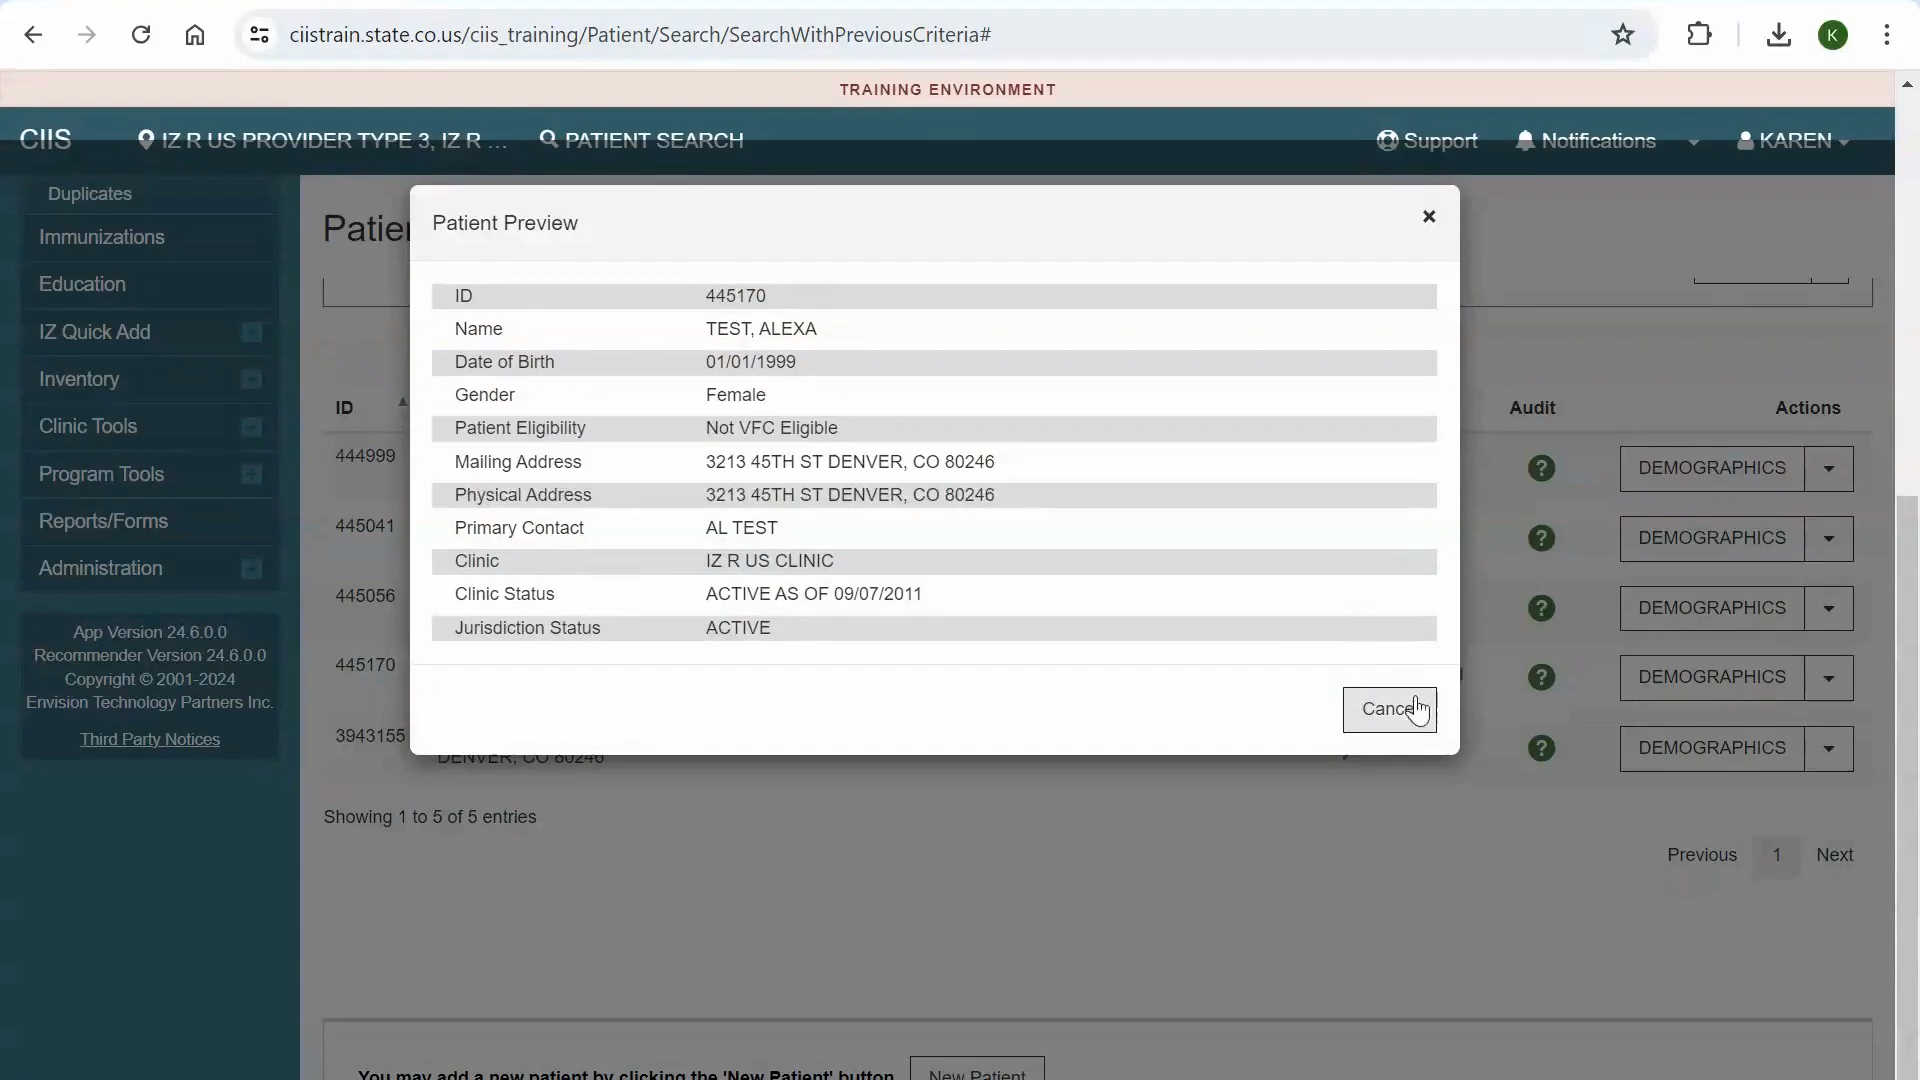 ciistrain.state.co.us/ciis_training/Patient/Search/SearchWithPreviousCriteria#
K
TRAINING ENVIRONMENT
CIIS
IZ R US PROVIDER TYPE 3, IZ R ...
PATIENT SEARCH
Support
Notifications
KAREN
Duplicates
Immunizations
Education
IZ Quick Add
Inventory
Clinic Tools
Program Tools
Reports/Forms
Administration
App Version 24.6.0.0
Recommender Version 24.6.0.0
Copyright © 2001-2024
Envision Technology Partners Inc.
Third Party Notices
Patient Preview
×
ID 445170
Name TEST, ALEXA
Date of Birth 01/01/1999
Gender Female
Patient Eligibility Not VFC Eligible
Mailing Address 3213 45TH ST DENVER, CO 80246
Physical Address 3213 45TH ST DENVER, CO 80246
Primary Contact AL TEST
Clinic IZ R US CLINIC
Clinic Status ACTIVE AS OF 09/07/2011
Jurisdiction Status ACTIVE
Cancel
ID Audit Actions
444999 ? DEMOGRAPHICS
445041 ? DEMOGRAPHICS
445056 ? DEMOGRAPHICS
445170 ? DEMOGRAPHICS
3943155 ? DEMOGRAPHICS
DENVER, CO 80246
Showing 1 to 5 of 5 entries
Previous 1 Next
You may add a new patient by clicking the 'New Patient' button New Patient